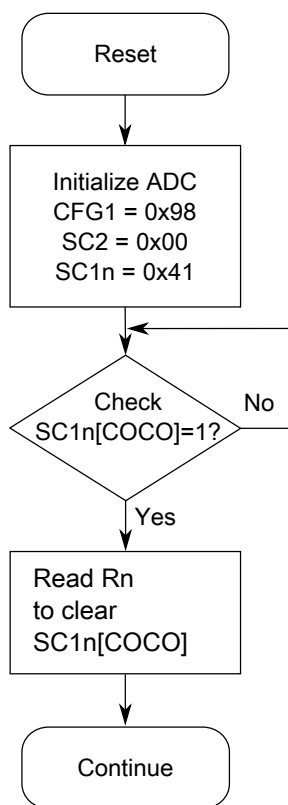 Reset
Initialize ADC
CFG1 = 0x98
SC2 = 0x00
SC1n = 0x41
Check
SC1n[COCO]=1?
No
Yes
Read Rn
to clear
SC1n[COCO]
Continue